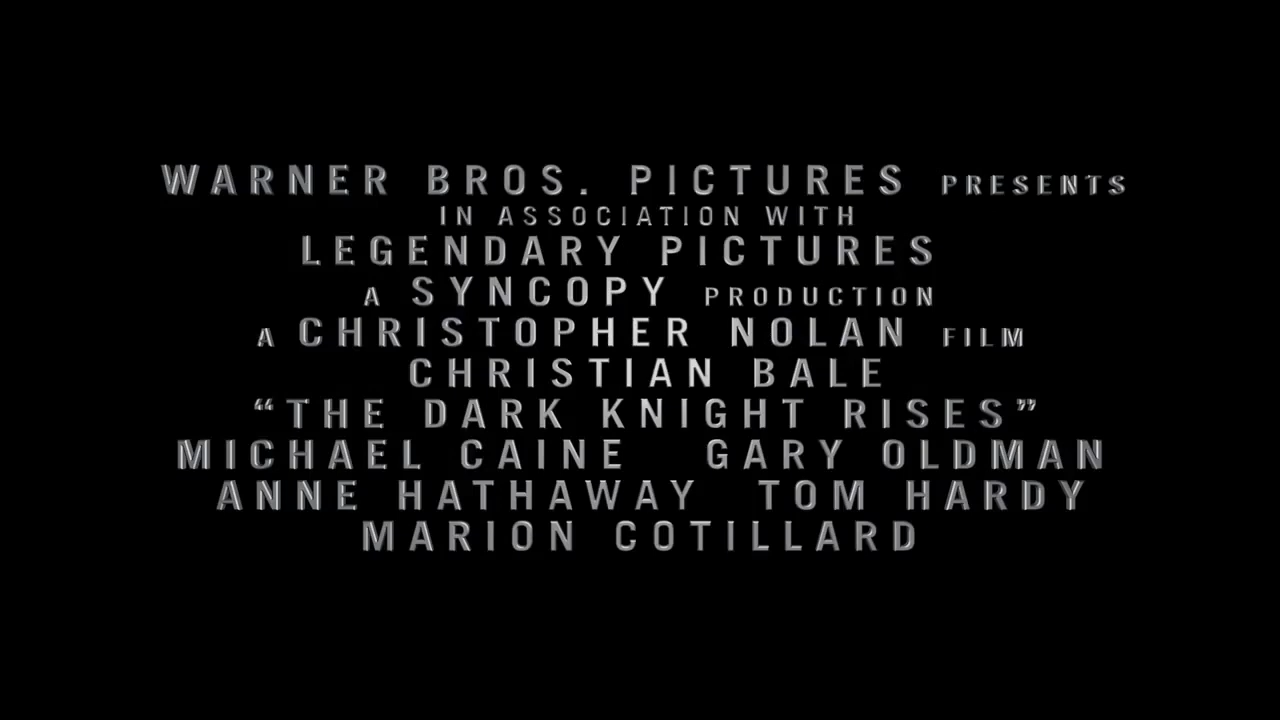 WARNER BROS. PICTURES PRESENTS
IN ASSOCIATION WITH
LEGENDARY PICTURES
A SYNCOPY PRODUCTION
A CHRISTOPHER NOLAN FILM
CHRISTIAN BALE
“THE DARK KNIGHT RISES”
MICHAEL CAINE GARY OLDMAN
ANNE HATHAWAY TOM HARDY
MARION COTILLARD